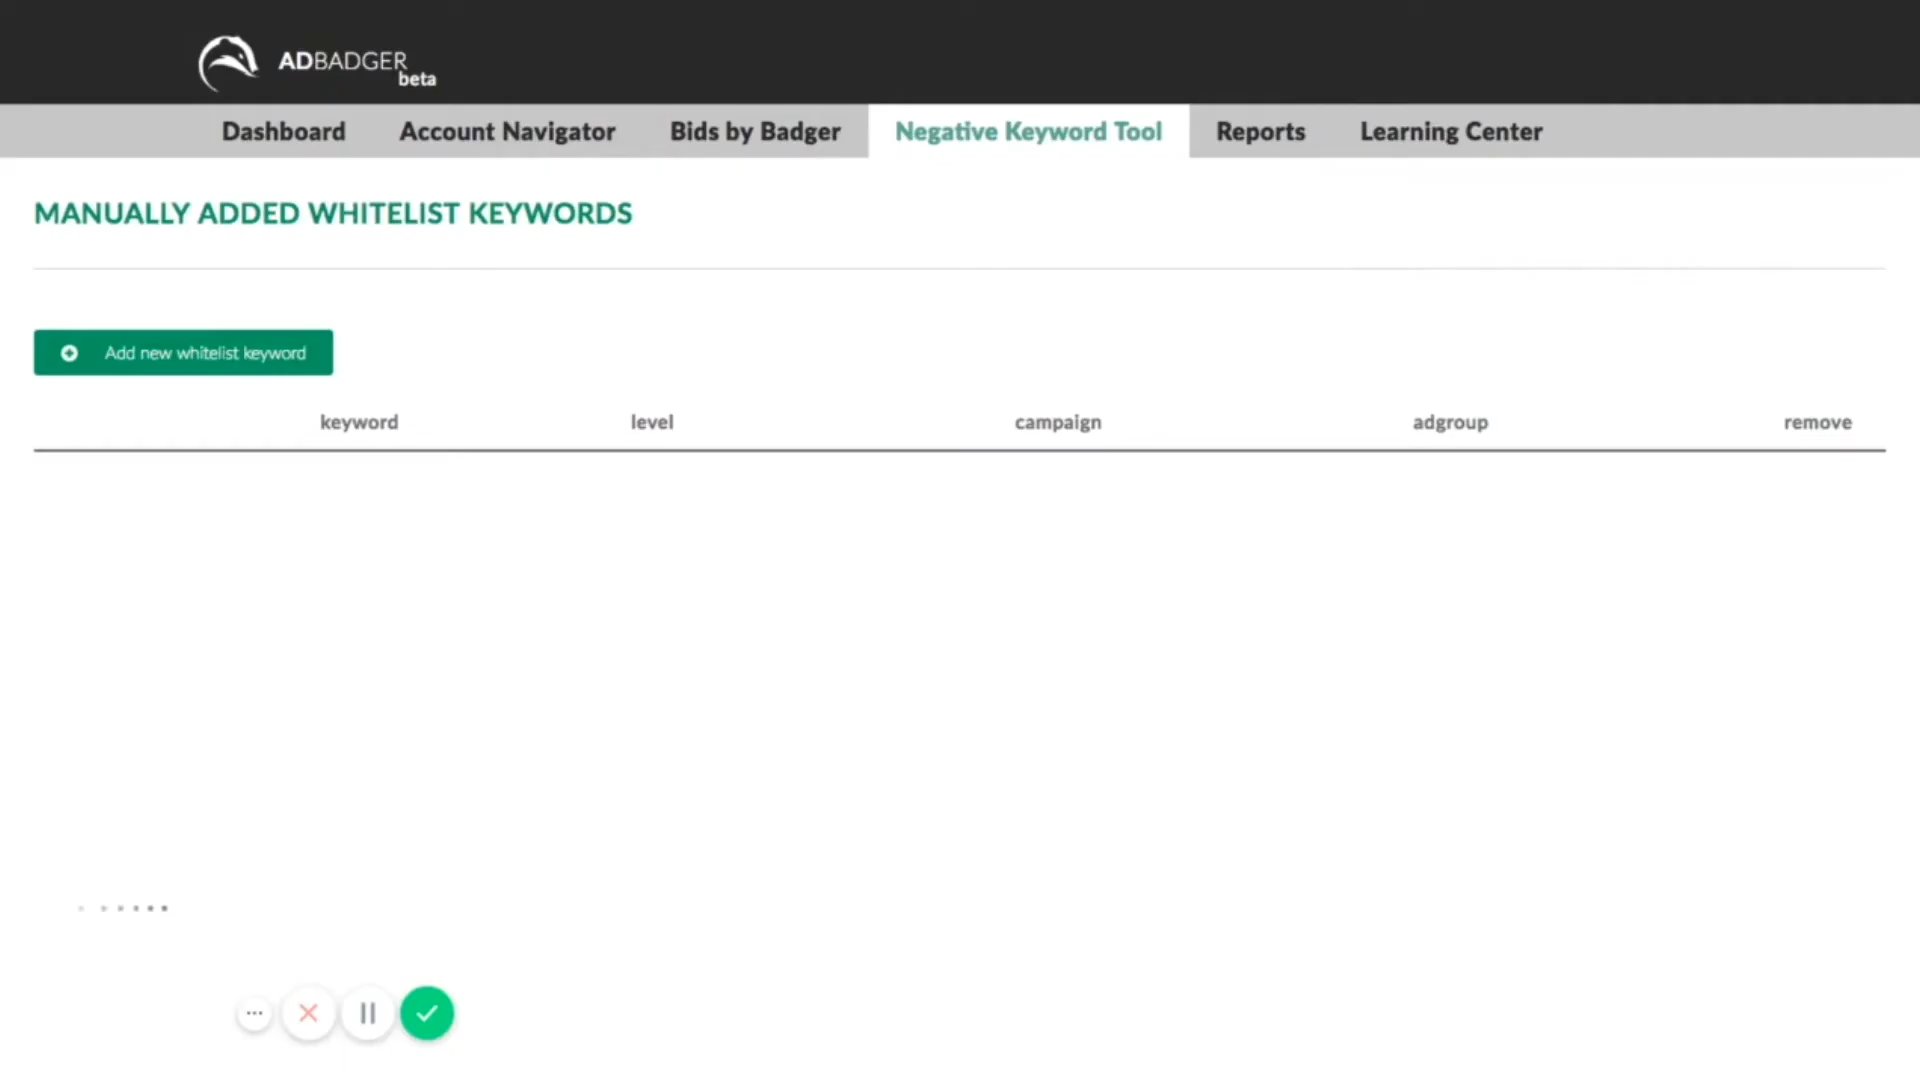 ADBADGER
beta
Dashboard Account Navigator Bids by Badger Negative Keyword Tool Reports Learning Center
MANUALLY ADDED WHITELIST KEYWORDS
Add new whitelist keyword
keyword level campaign adgroup remove